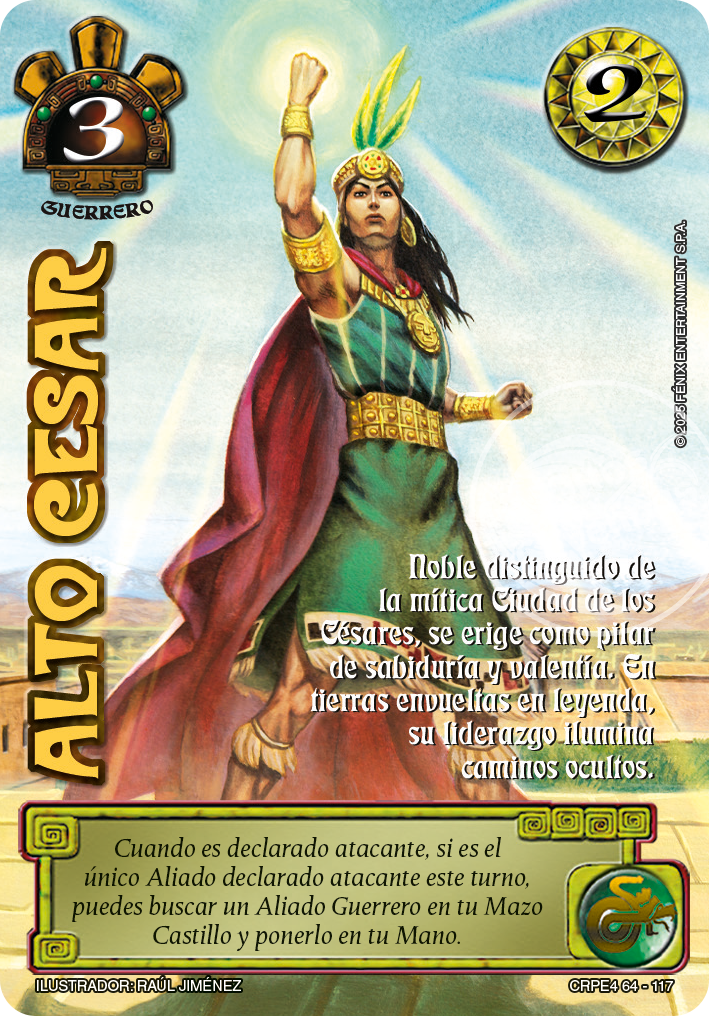 3
2
GUERRERO
ALTO CESAR
© 2023 FÉNIX ENTERTAINMENT S.P.A.
Noble distinguido de
la mítica Ciudad de los
Césares, se erige como pilar
de sabiduría y valentía. En
tierras envueltas en leyenda,
su liderazgo ilumina
caminos ocultos.
Cuando es declarado atacante, si es el
único Aliado declarado atacante este turno,
puedes buscar un Aliado Guerrero en tu Mazo
Castillo y ponerlo en tu Mano.
ILUSTRADOR: RAÚL JIMÉNEZ
CRPE4 64 - 117